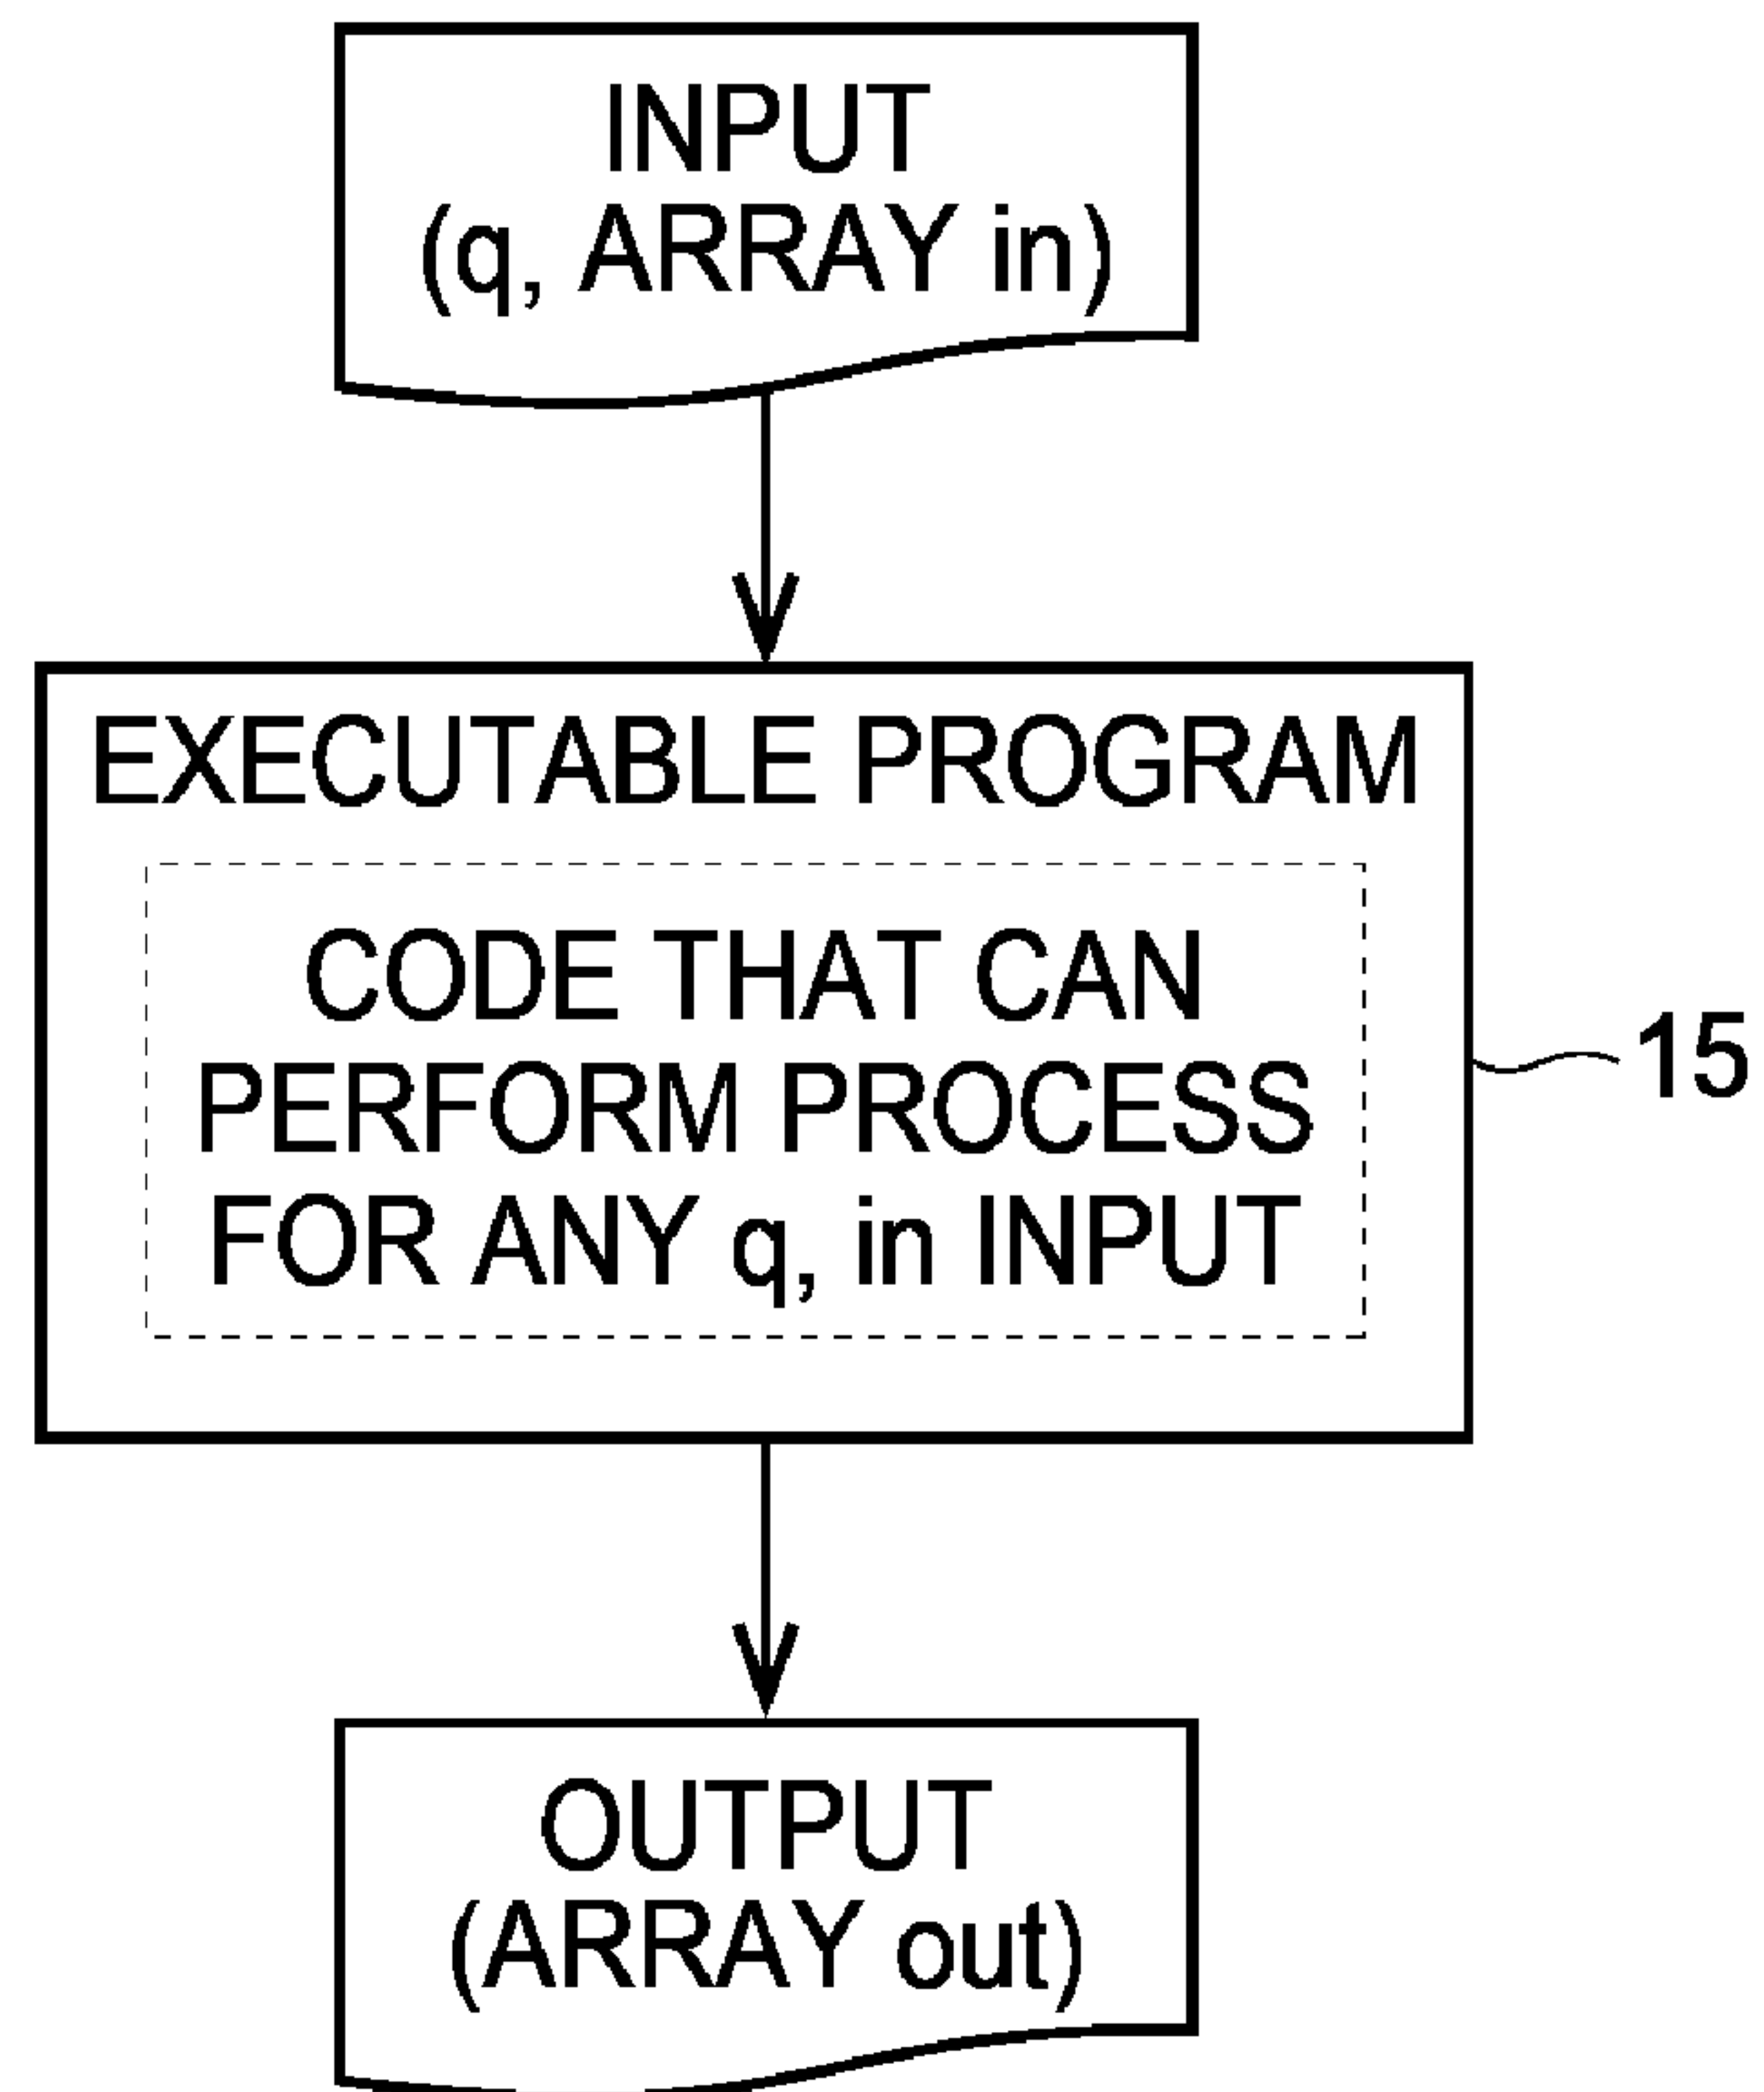 INPUT
(q, ARRAY in)
EXECUTABLE PROGRAM
CODE THAT CAN
PERFORM PROCESS
FOR ANY q, in INPUT
15
OUTPUT
(ARRAY out)